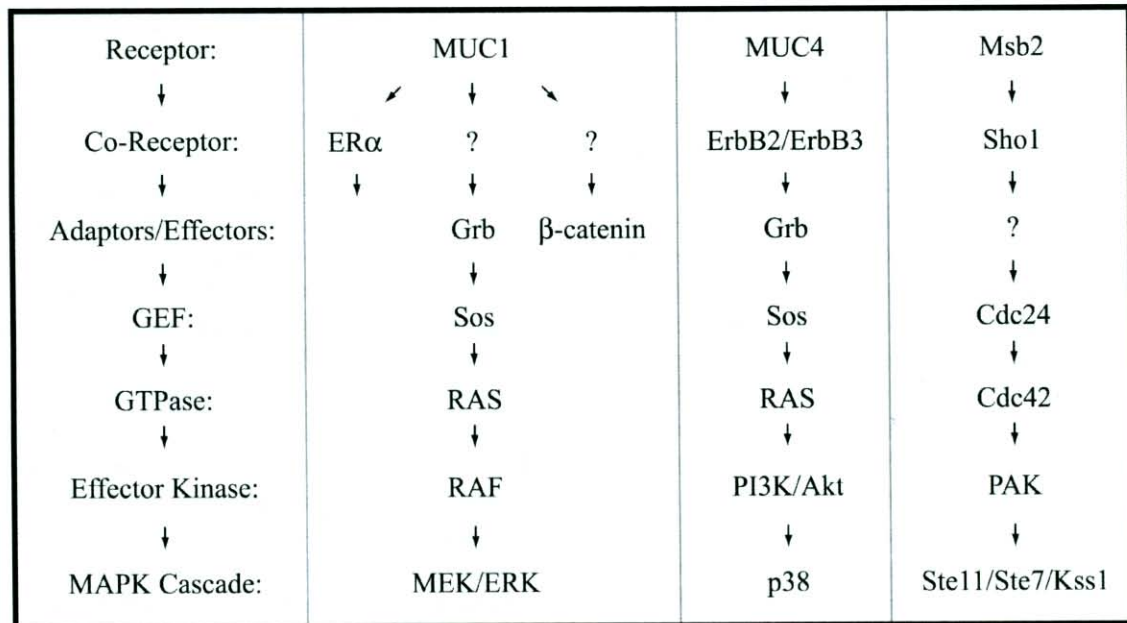 Receptor: MUC1 MUC4 Msb2
Co-Receptor: ERα ? ? ErbB2/ErbB3 Sho1
Adaptors/Effectors: Grb β-catenin Grb ?
GEF: Sos Sos Cdc24
GTPase: RAS RAS Cdc42
Effector Kinase: RAF PI3K/Akt PAK
MAPK Cascade: MEK/ERK p38 Ste11/Ste7/Kss1